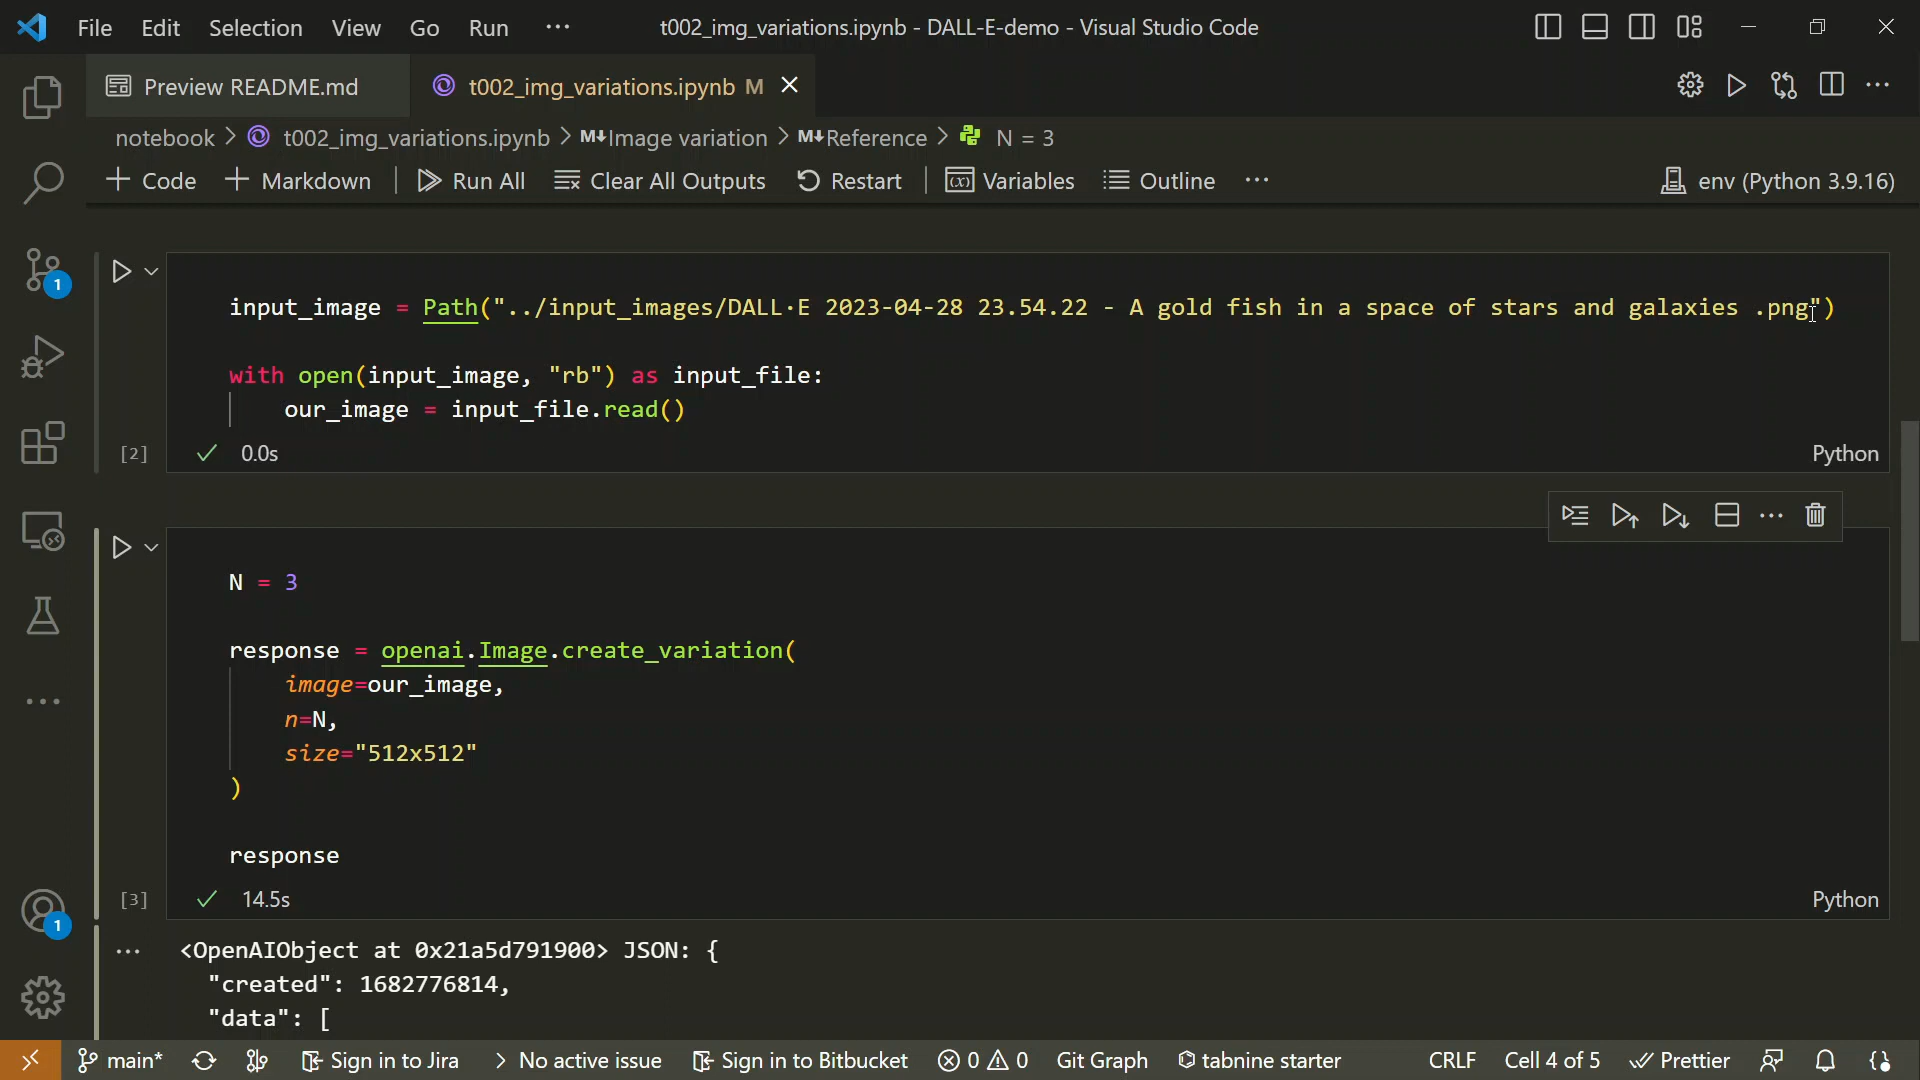 File Edit Selection View Go Run ··· t002_img_variations.ipynb - DALL-E-demo - Visual Studio Code
Preview README.md t002_img_variations.ipynb M
notebook > t002_img_variations.ipynb > M↓Image variation > M↓Reference > N = 3
+ Code + Markdown | Run All Clear All Outputs Restart | Variables Outline ··· env (Python 3.9.16)
input_image = Path("../input_images/DALL·E 2023-04-28 23.54.22 - A gold fish in a space of stars and galaxies .png")
with open(input_image, "rb") as input_file:
our_image = input_file.read()
[2] 0.0s Python
N = 3
response = openai.Image.create_variation(
image=our_image,
n=N,
size="512x512"
)
response
[3] 14.5s Python
<OpenAIObject at 0x21a5d791900> JSON: {
"created": 1682776814,
"data": [
1
1
main* Sign in to Jira > No active issue Sign in to Bitbucket 0 0 Git Graph tabnine starter CRLF Cell 4 of 5 Prettier